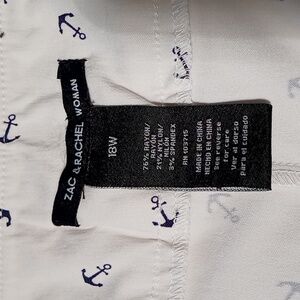 ZAC & RACHEL WOMAN
18W
76% RAYON/
RAYÓN
21% NYLON/
NILÓN
3% SPANDEX
RN 103715
MADE IN CHINA
HECHO EN CHINA
See reverse
for care
Ver al dorso
para el cuidado